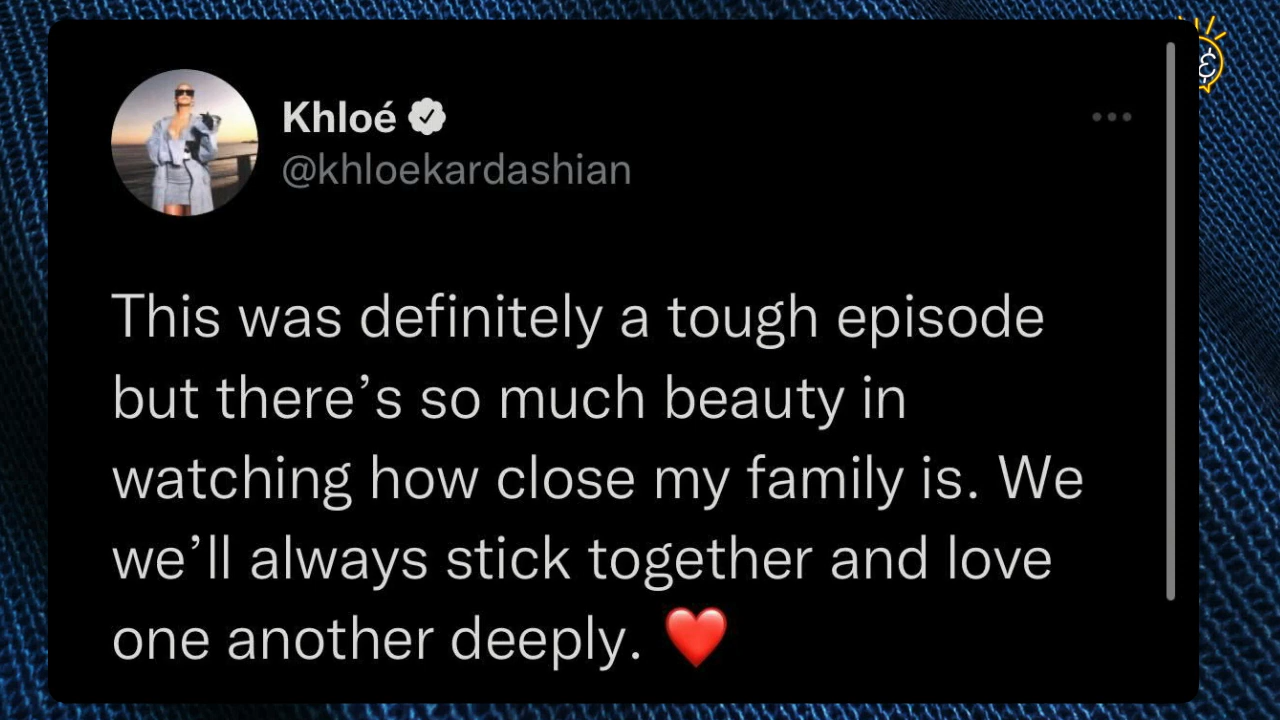 Khloé
@khloekardashian
This was definitely a tough episode
but there’s so much beauty in
watching how close my family is. We
we’ll always stick together and love
one another deeply. ❤️